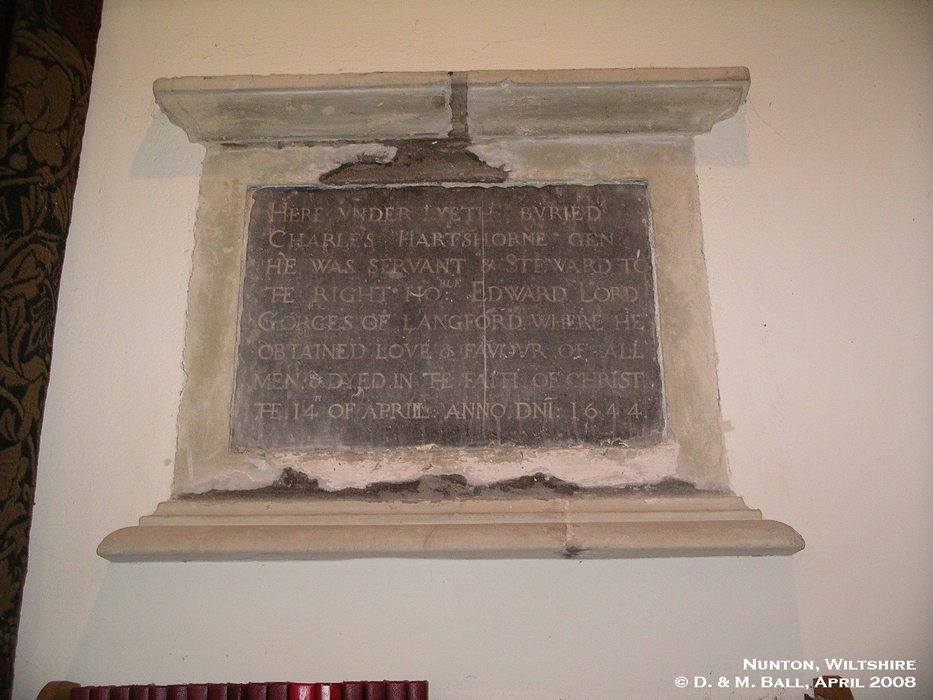 HERE VNDER LYETH BVRIED
CHARLES HARTSHORNE GEN:
HE WAS SERVANT & STEWARD TO
TE RIGHT NO:BLE EDWARD LORD
GORGES OF LANGFORD WHERE HE
OBTAINED LOVE & FAVOVR OF ALL
MEN, & DYED IN TE FAITH OF CHRIST
TE 14TH OF APRILL: ANNO DNI: 1644
NUNTON, WILTSHIRE
© D. & M. BALL, APRIL 2008